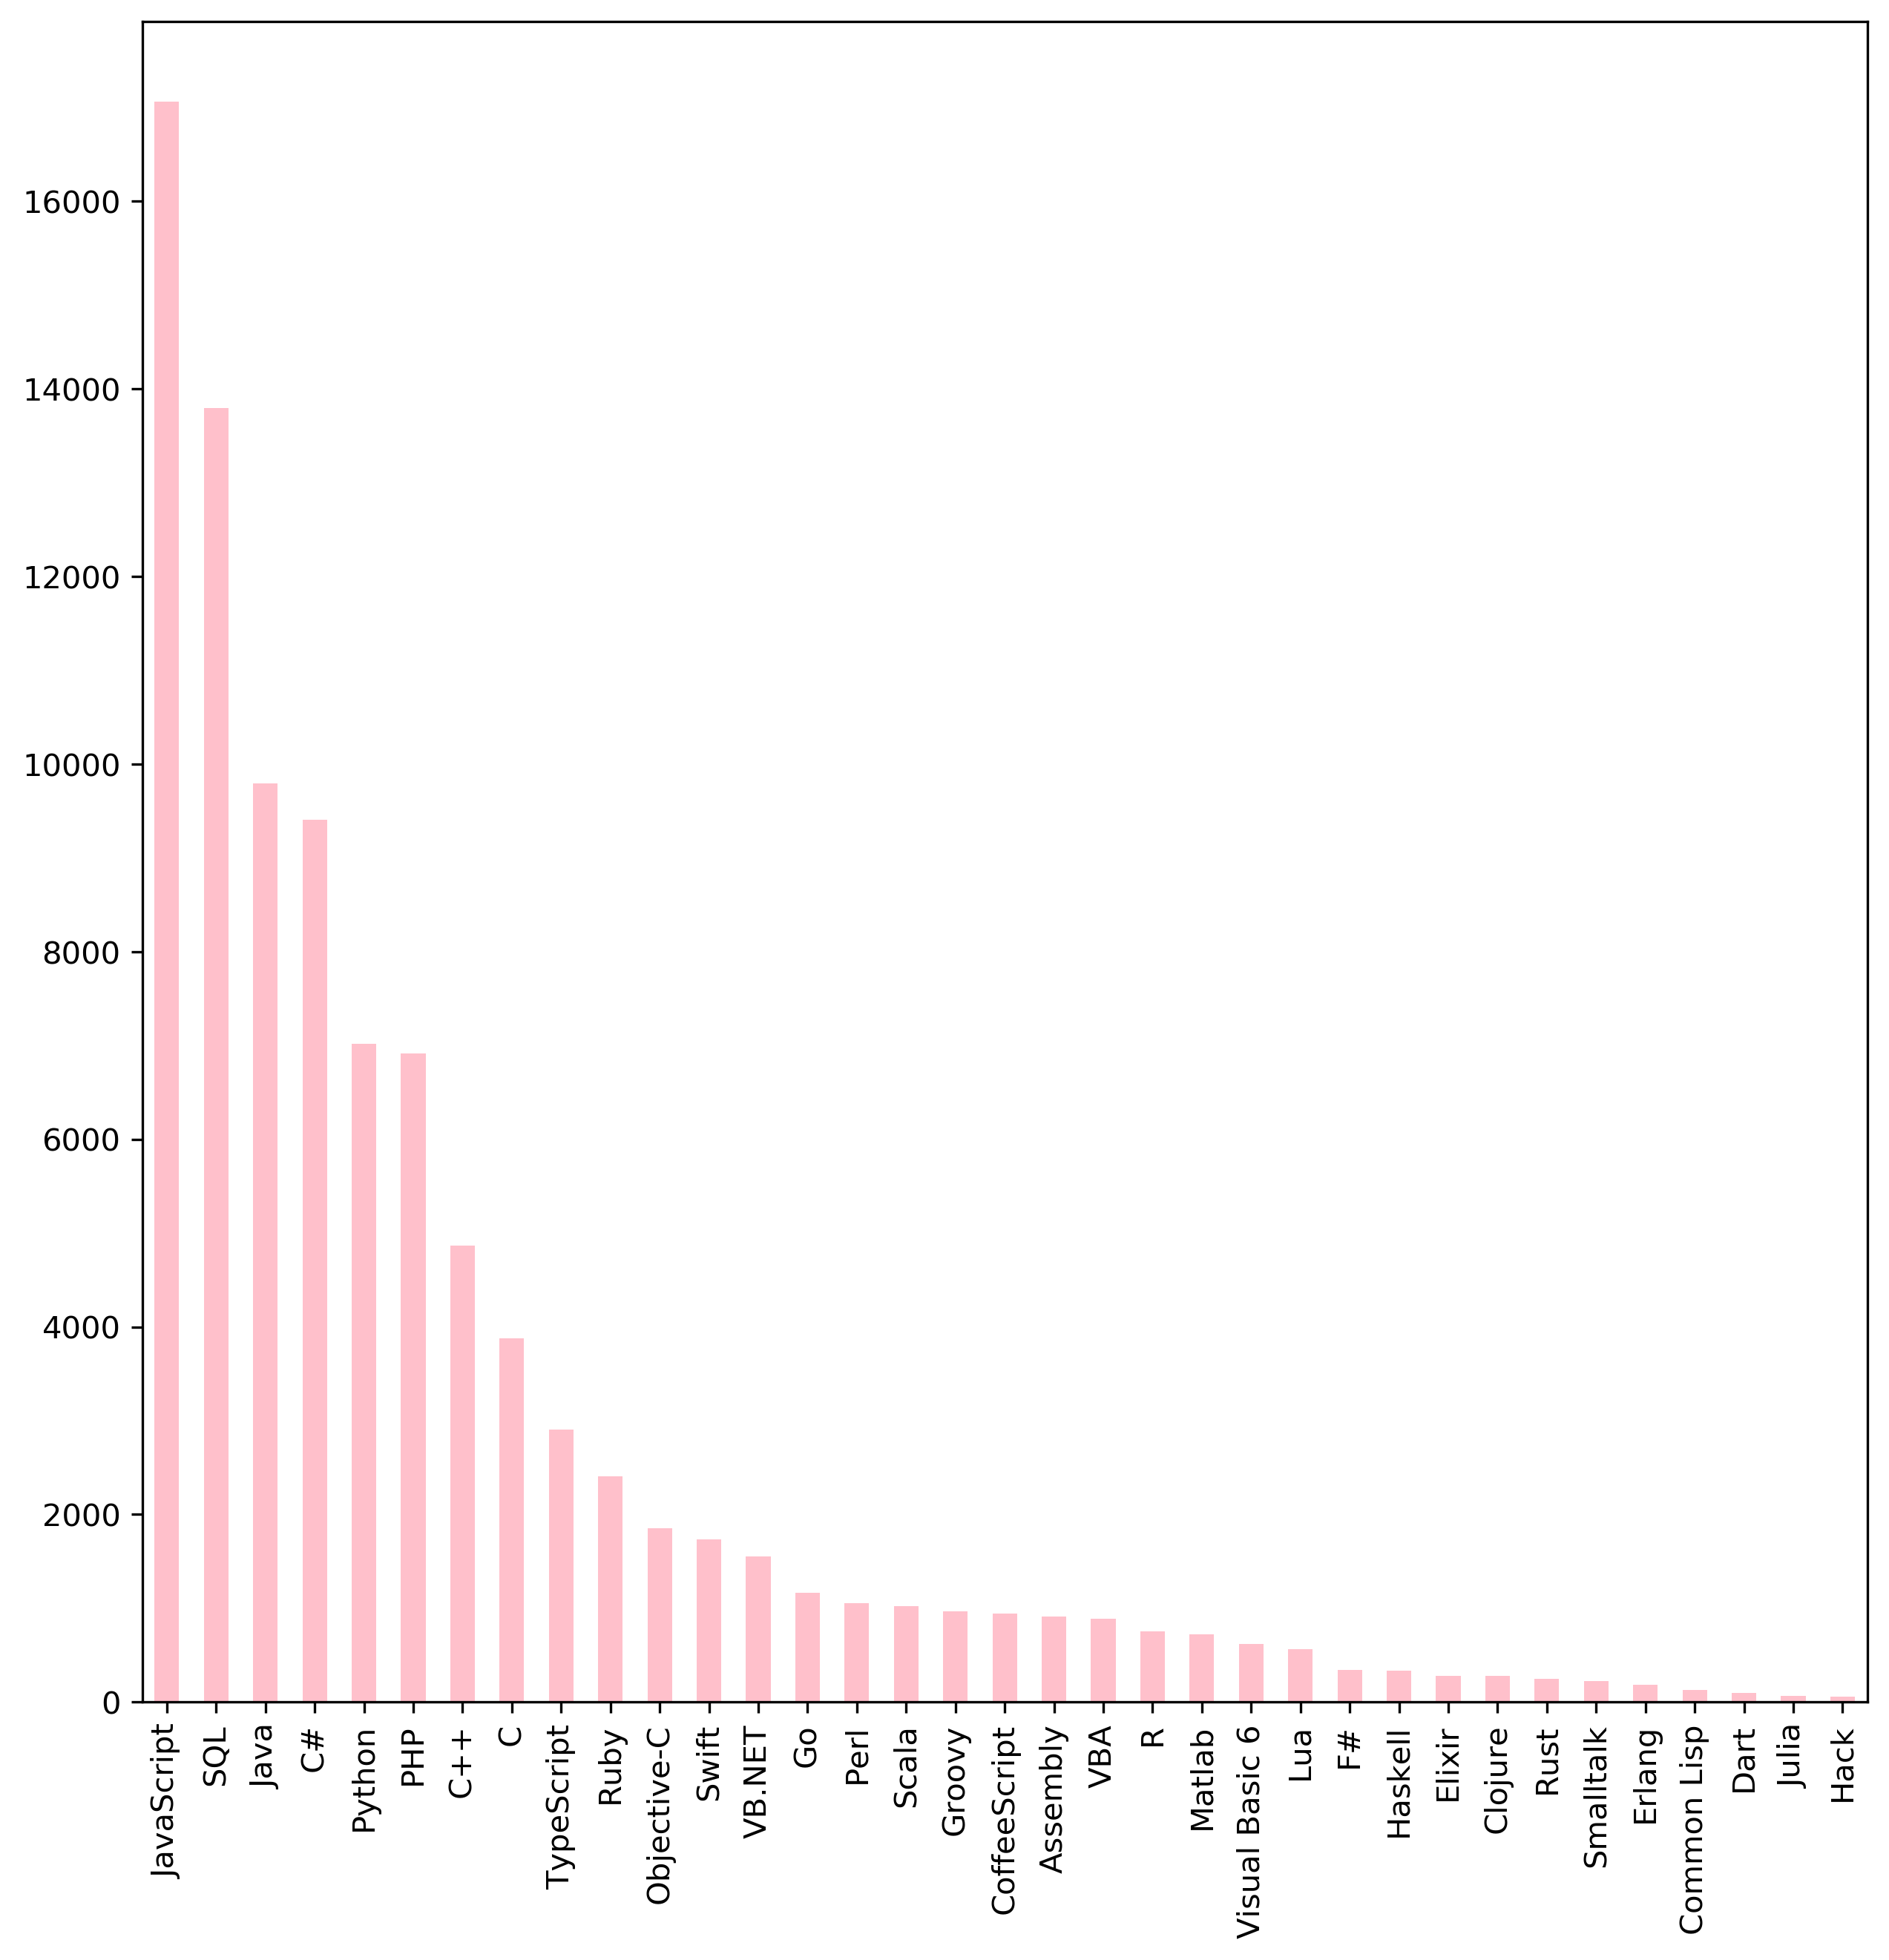 16000
14000
12000
10000
8000
6000
4000
2000
0
JavaScript
SQL
Java
C#
Python
PHP
C++
C
TypeScript
Ruby
Objective-C
Swift
VB.NET
Go
Perl
Scala
Groovy
CoffeeScript
Assembly
VBA
R
Matlab
Visual Basic 6
Lua
F#
Haskell
Elixir
Clojure
Rust
Smalltalk
Erlang
Common Lisp
Dart
Julia
Hack